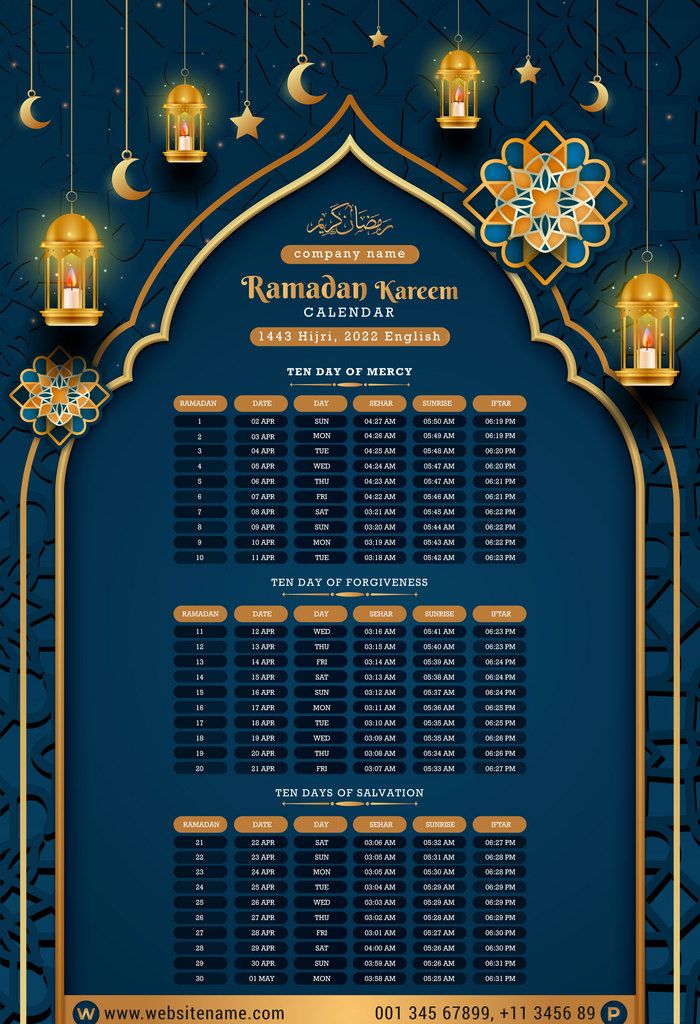 رمضان كريم
company name
Ramadan Kareem
CALENDAR
1443 Hijri, 2022 English
TEN DAY OF MERCY
RAMADAN DATE DAY SEHAR SUNRISE IFTAR
1 02 APR SUN 04:27 AM 05:50 AM 06:19 PM
2 03 APR MON 04:26 AM 05:49 AM 06:19 PM
3 04 APR TUE 04:25 AM 05:48 AM 06:20 PM
4 05 APR WED 04:24 AM 05:47 AM 06:20 PM
5 06 APR THU 04:23 AM 05:47 AM 06:21 PM
6 07 APR FRI 04:22 AM 05:46 AM 06:21 PM
7 08 APR SAT 03:21 AM 05:45 AM 06:22 PM
8 09 APR SUN 03:20 AM 05:44 AM 06:22 PM
9 10 APR MON 03:19 AM 05:43 AM 06:22 PM
10 11 APR TUE 03:18 AM 05:42 AM 06:23 PM
TEN DAY OF FORGIVENESS
RAMADAN DATE DAY SEHAR SUNRISE IFTAR
11 12 APR WED 03:16 AM 05:41 AM 06:23 PM
12 13 APR THU 03:15 AM 05:40 AM 06:23 PM
13 14 APR FRI 03:14 AM 05:39 AM 06:24 PM
14 15 APR SAT 03:13 AM 05:38 AM 06:24 PM
15 16 APR SUN 03:12 AM 05:37 AM 06:24 PM
16 17 APR MON 03:11 AM 05:36 AM 06:25 PM
17 18 APR TUE 03:10 AM 05:35 AM 06:25 PM
18 19 APR WED 03:09 AM 05:35 AM 06:26 PM
19 20 APR THU 03:08 AM 05:34 AM 06:26 PM
20 21 APR FRI 03:07 AM 05:33 AM 06:27 PM
TEN DAYS OF SALVATION
RAMADAN DATE DAY SEHAR SUNRISE IFTAR
21 22 APR SAT 03:06 AM 05:32 AM 06:27 PM
22 23 APR SUN 03:05 AM 05:31 AM 06:28 PM
23 24 APR MON 03:05 AM 05:30 AM 06:28 PM
24 25 APR TUE 03:04 AM 05:29 AM 06:29 PM
25 26 APR WED 03:03 AM 05:29 AM 06:29 PM
26 27 APR THU 03:02 AM 05:28 AM 06:29 PM
27 28 APR FRI 03:01 AM 05:27 AM 06:30 PM
28 29 APR SAT 04:00 AM 05:26 AM 06:30 PM
29 30 APR SUN 03:59 AM 05:26 AM 06:31 PM
30 01 MAY MON 03:58 AM 05:25 AM 06:31 PM
W www.websitename.com 001 345 67899, +11 3456 89 P